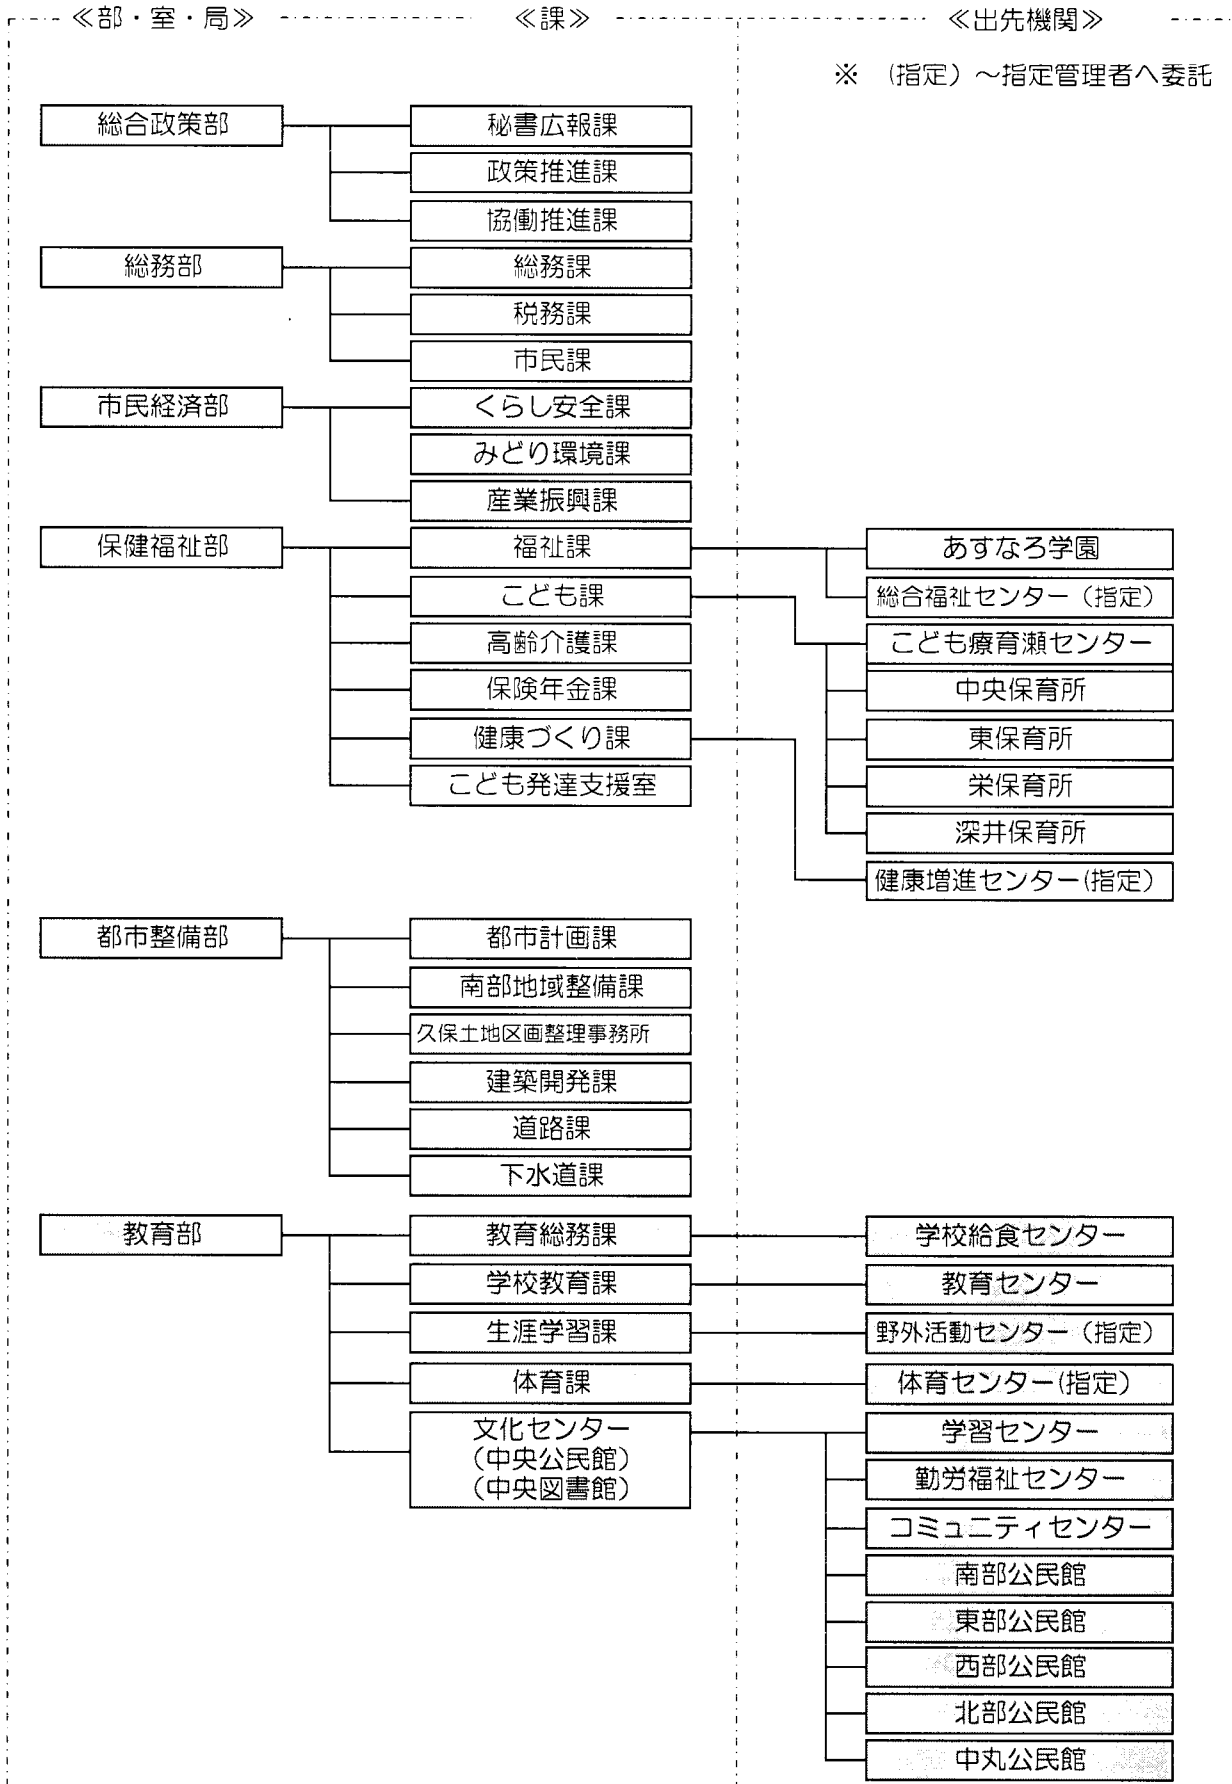 ≪部・室・局≫ ≪課≫ ≪出先機関≫
※ (指定)～指定管理者へ委託
総合政策部 秘書広報課
政策推進課
協働推進課
総務部 総務課
税務課
市民課
市民経済部 くらし安全課
みどり環境課
産業振興課
保健福祉部 福祉課 あすなろ学園
こども課 総合福祉センター(指定)
高齢介護課 こども療育瀬センター
保険年金課 中央保育所
健康づくり課 東保育所
こども発達支援室 栄保育所
深井保育所
健康増進センター(指定)
都市整備部 都市計画課
南部地域整備課
久保土地区画整理事務所
建築開発課
道路課
下水道課
教育部 教育総務課 学校給食センター
学校教育課 教育センター
生涯学習課 野外活動センター(指定)
体育課 体育センター(指定)
文化センター 学習センター
(中央公民館)
(中央図書館) 勤労福祉センター
コミュニティセンター
南部公民館
東部公民館
西部公民館
北部公民館
中丸公民館